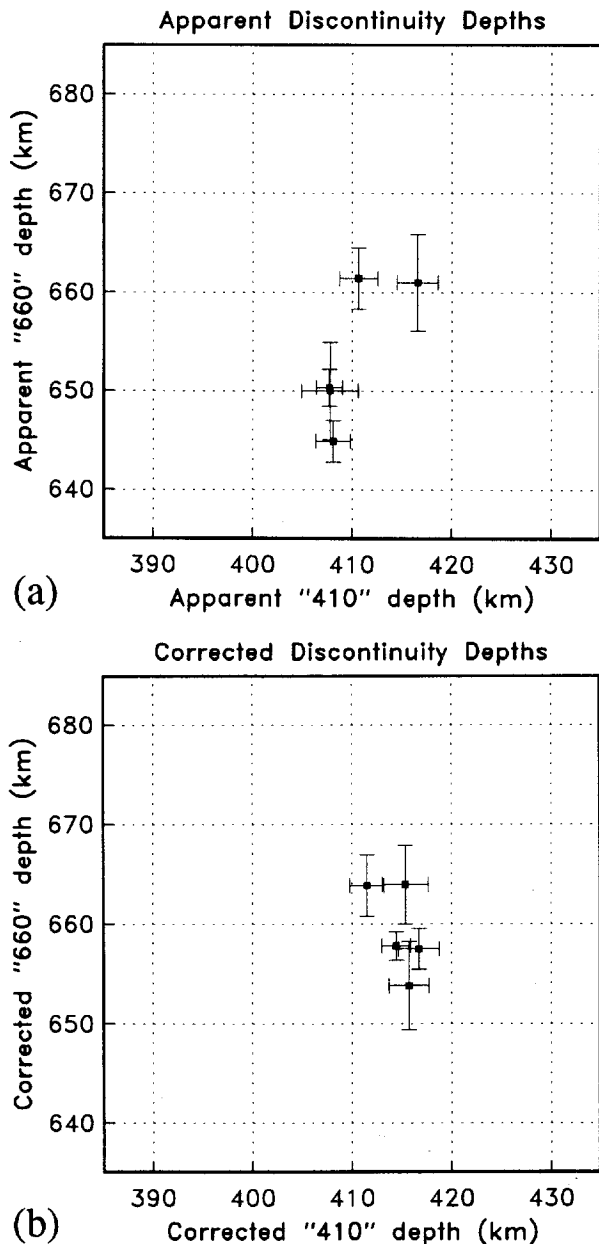 Apparent Discontinuity Depths
Apparent "660" depth (km)
680
670
660
650
640
390 400 410 420 430
(a)
Apparent "410" depth (km)
Corrected Discontinuity Depths
Corrected "660" depth (km)
680
670
660
650
640
390 400 410 420 430
(b)
Corrected "410" depth (km)